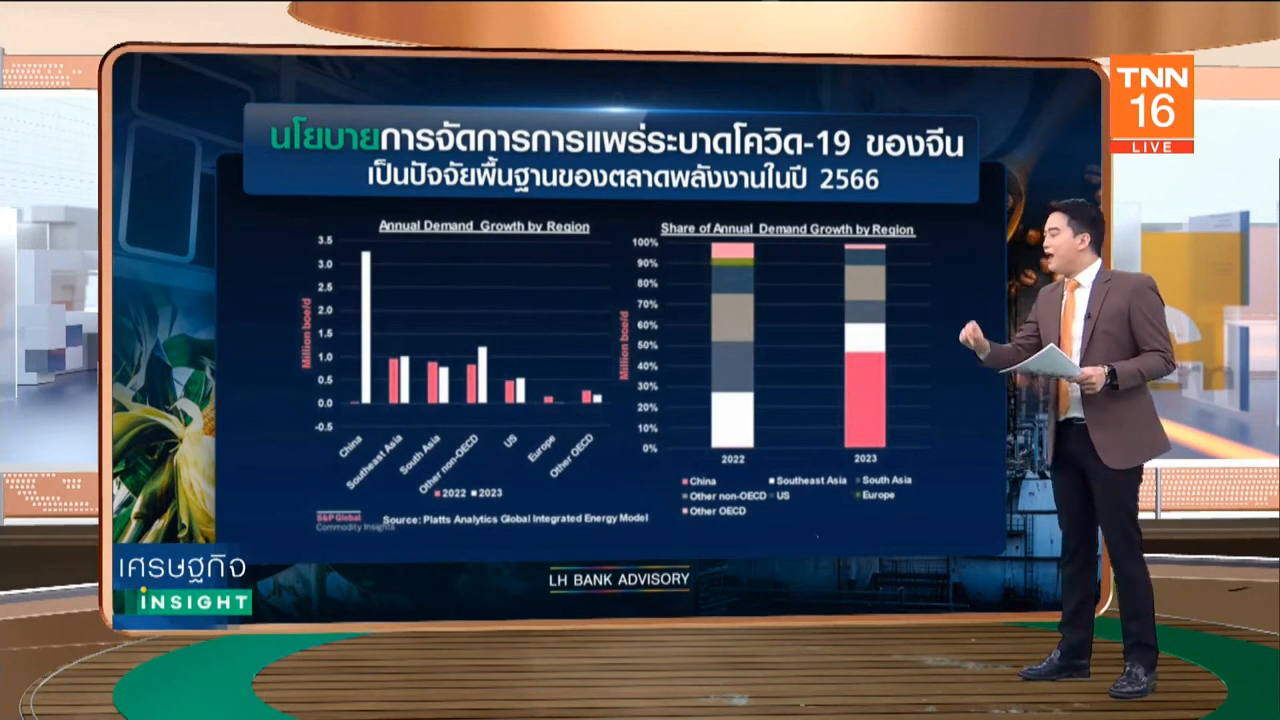 TNN
16
LIVE
นโยบายการจัดการการแพร่ระบาดโควิด-19 ของจีน
เป็นปัจจัยพื้นฐานของตลาดพลังงานในปี 2566
Annual Demand Growth by Region
3.5
3.0
2.5
2.0
1.5
1.0
0.5
0.0
-0.5
Million boe/d
China
Southeast Asia
South Asia
Other non-OECD
US
Europe
Other OECD
2022 2023
Share of Annual Demand Growth by Region
100%
90%
80%
70%
60%
50%
40%
30%
20%
10%
0%
Million boe/d
2022 2023
China Southeast Asia South Asia
Other non-OECD US Europe
Other OECD
S&P Global
Commodity Insights
Source: Platts Analytics Global Integrated Energy Model
เศรษฐกิจ
INSIGHT
LH BANK ADVISORY